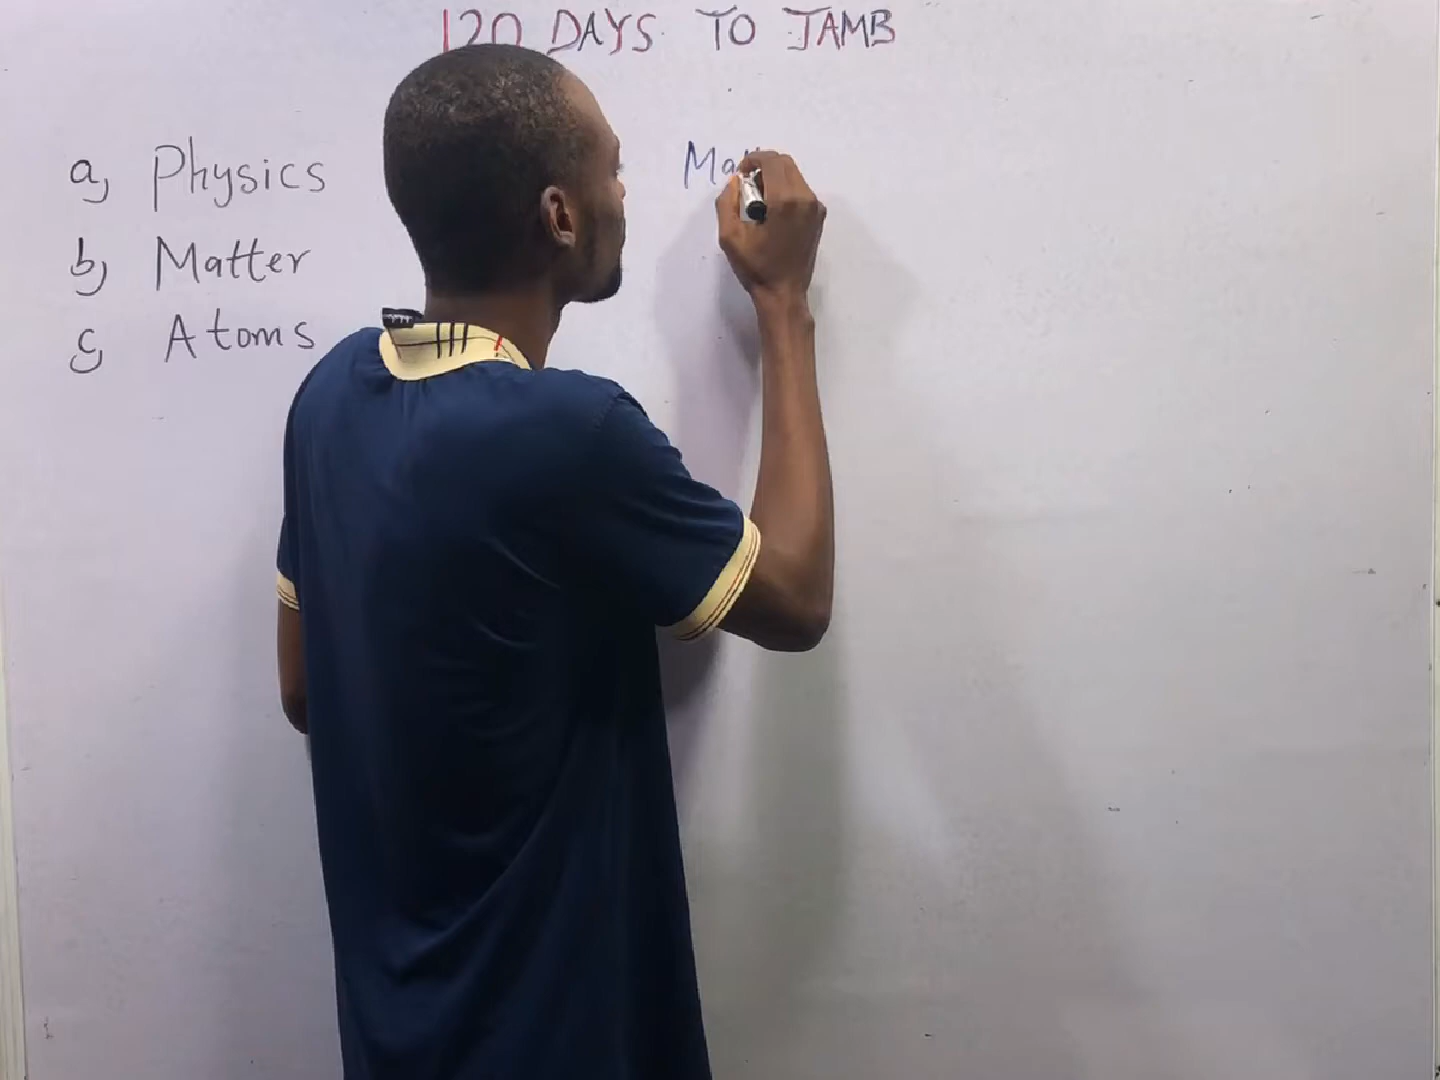 120 DAYS TO JAMB
a, Physics
b, Matter
c, Atoms